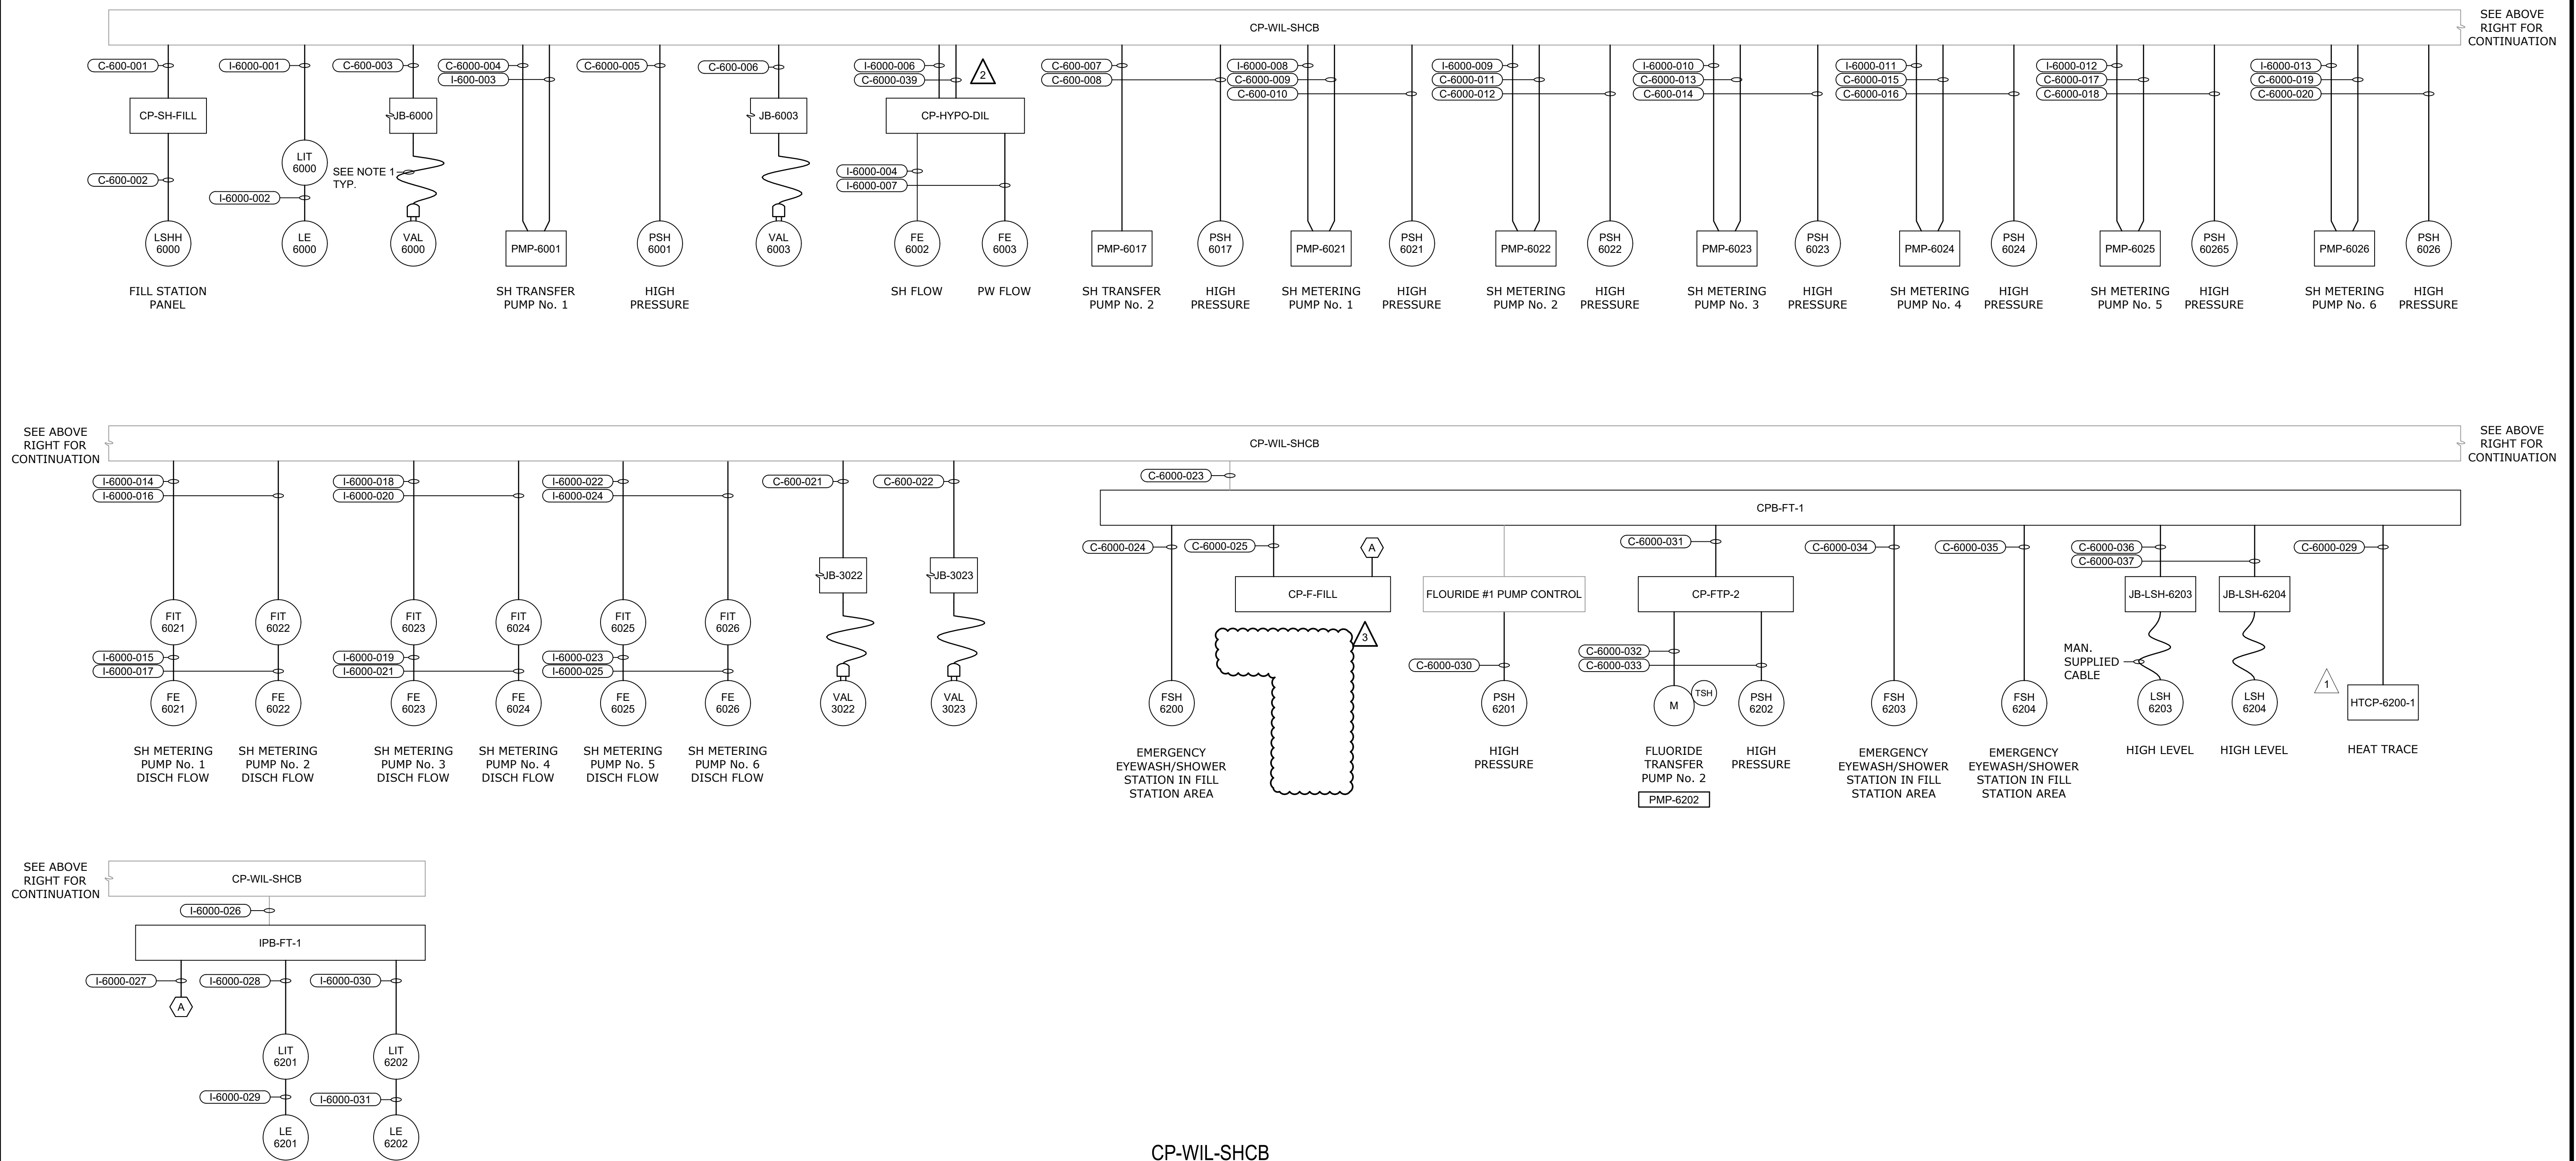 CP-WIL-SHCB
SEE ABOVE
RIGHT FOR
CONTINUATION
C-600-001
I-6000-001
C-600-003
C-6000-004
I-600-003
C-6000-005
C-600-006
I-6000-006
C-6000-039
2
C-600-007
C-600-008
I-6000-008
C-6000-009
C-600-010
I-6000-009
C-6000-011
C-6000-012
I-6000-010
C-6000-013
C-600-014
I-6000-011
C-6000-015
C-6000-016
I-6000-012
C-6000-017
C-6000-018
I-6000-013
C-6000-019
C-6000-020
CP-SH-FILL
JB-6000
JB-6003
CP-HYPO-DIL
LIT
6000
SEE NOTE 1
TYP.
C-600-002
I-6000-002
I-6000-004
I-6000-007
LSHH
6000
LE
6000
VAL
6000
PMP-6001
PSH
6001
VAL
6003
FE
6002
FE
6003
PMP-6017
PSH
6017
PMP-6021
PSH
6021
PMP-6022
PSH
6022
PMP-6023
PSH
6023
PMP-6024
PSH
6024
PMP-6025
PSH
60265
PMP-6026
PSH
6026
FILL STATION
PANEL
SH TRANSFER
PUMP No. 1
HIGH
PRESSURE
SH FLOW
PW FLOW
SH TRANSFER
PUMP No. 2
HIGH
PRESSURE
SH METERING
PUMP No. 1
HIGH
PRESSURE
SH METERING
PUMP No. 2
HIGH
PRESSURE
SH METERING
PUMP No. 3
HIGH
PRESSURE
SH METERING
PUMP No. 4
HIGH
PRESSURE
SH METERING
PUMP No. 5
HIGH
PRESSURE
SH METERING
PUMP No. 6
HIGH
PRESSURE
SEE ABOVE
RIGHT FOR
CONTINUATION
CP-WIL-SHCB
SEE ABOVE
RIGHT FOR
CONTINUATION
I-6000-014
I-6000-016
I-6000-018
I-6000-020
I-6000-022
I-6000-024
C-600-021
C-600-022
C-6000-023
CPB-FT-1
C-6000-024
C-6000-025
A
C-6000-031
C-6000-034
C-6000-035
C-6000-036
C-6000-037
C-6000-029
JB-3022
JB-3023
CP-F-FILL
FLOURIDE #1 PUMP CONTROL
CP-FTP-2
JB-LSH-6203
JB-LSH-6204
FIT
6021
FIT
6022
FIT
6023
FIT
6024
FIT
6025
FIT
6026
3
I-6000-015
I-6000-017
I-6000-019
I-6000-021
I-6000-023
I-6000-025
C-6000-030
C-6000-032
C-6000-033
MAN.
SUPPLIED
CABLE
1
FE
6021
FE
6022
FE
6023
FE
6024
FE
6025
FE
6026
VAL
3022
VAL
3023
FSH
6200
PSH
6201
M
TSH
PSH
6202
FSH
6203
FSH
6204
LSH
6203
LSH
6204
HTCP-6200-1
SH METERING
PUMP No. 1
DISCH FLOW
SH METERING
PUMP No. 2
DISCH FLOW
SH METERING
PUMP No. 3
DISCH FLOW
SH METERING
PUMP No. 4
DISCH FLOW
SH METERING
PUMP No. 5
DISCH FLOW
SH METERING
PUMP No. 6
DISCH FLOW
EMERGENCY
EYEWASH/SHOWER
STATION IN FILL
STATION AREA
HIGH
PRESSURE
FLUORIDE
TRANSFER
PUMP No. 2
PMP-6202
HIGH
PRESSURE
EMERGENCY
EYEWASH/SHOWER
STATION IN FILL
STATION AREA
EMERGENCY
EYEWASH/SHOWER
STATION IN FILL
STATION AREA
HIGH LEVEL
HIGH LEVEL
HEAT TRACE
SEE ABOVE
RIGHT FOR
CONTINUATION
CP-WIL-SHCB
I-6000-026
IPB-FT-1
I-6000-027
I-6000-028
I-6000-030
A
LIT
6201
LIT
6202
I-6000-029
I-6000-031
LE
6201
LE
6202
CP-WIL-SHCB